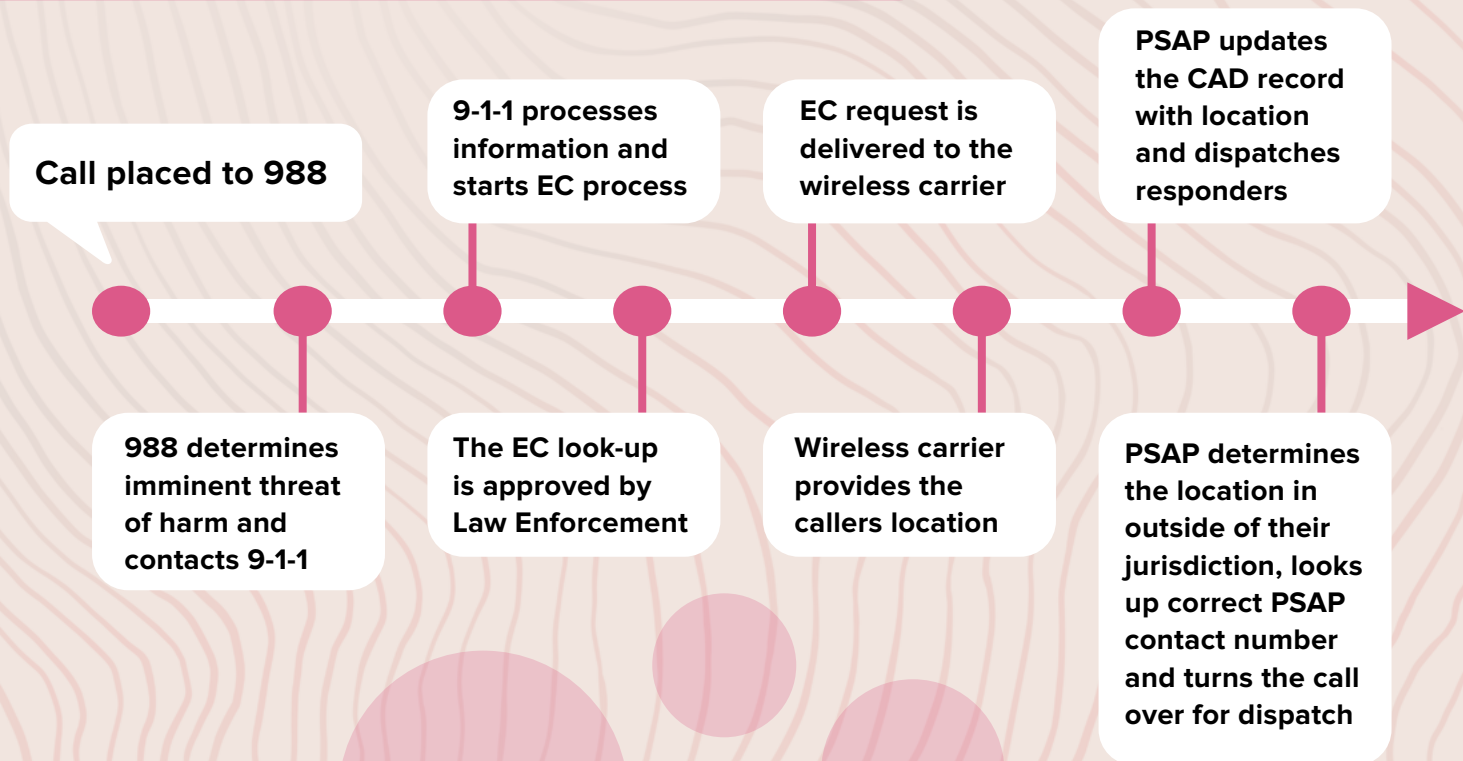 Call placed to 988
988 determines
imminent threat
of harm and
contacts 9-1-1
9-1-1 processes
information and
starts EC process
The EC look-up
is approved by
Law Enforcement
EC request is
delivered to the
wireless carrier
Wireless carrier
provides the
callers location
PSAP updates
the CAD record
with location
and dispatches
responders
PSAP determines
the location in
outside of their
jurisdiction, looks
up correct PSAP
contact number
and turns the call
over for dispatch